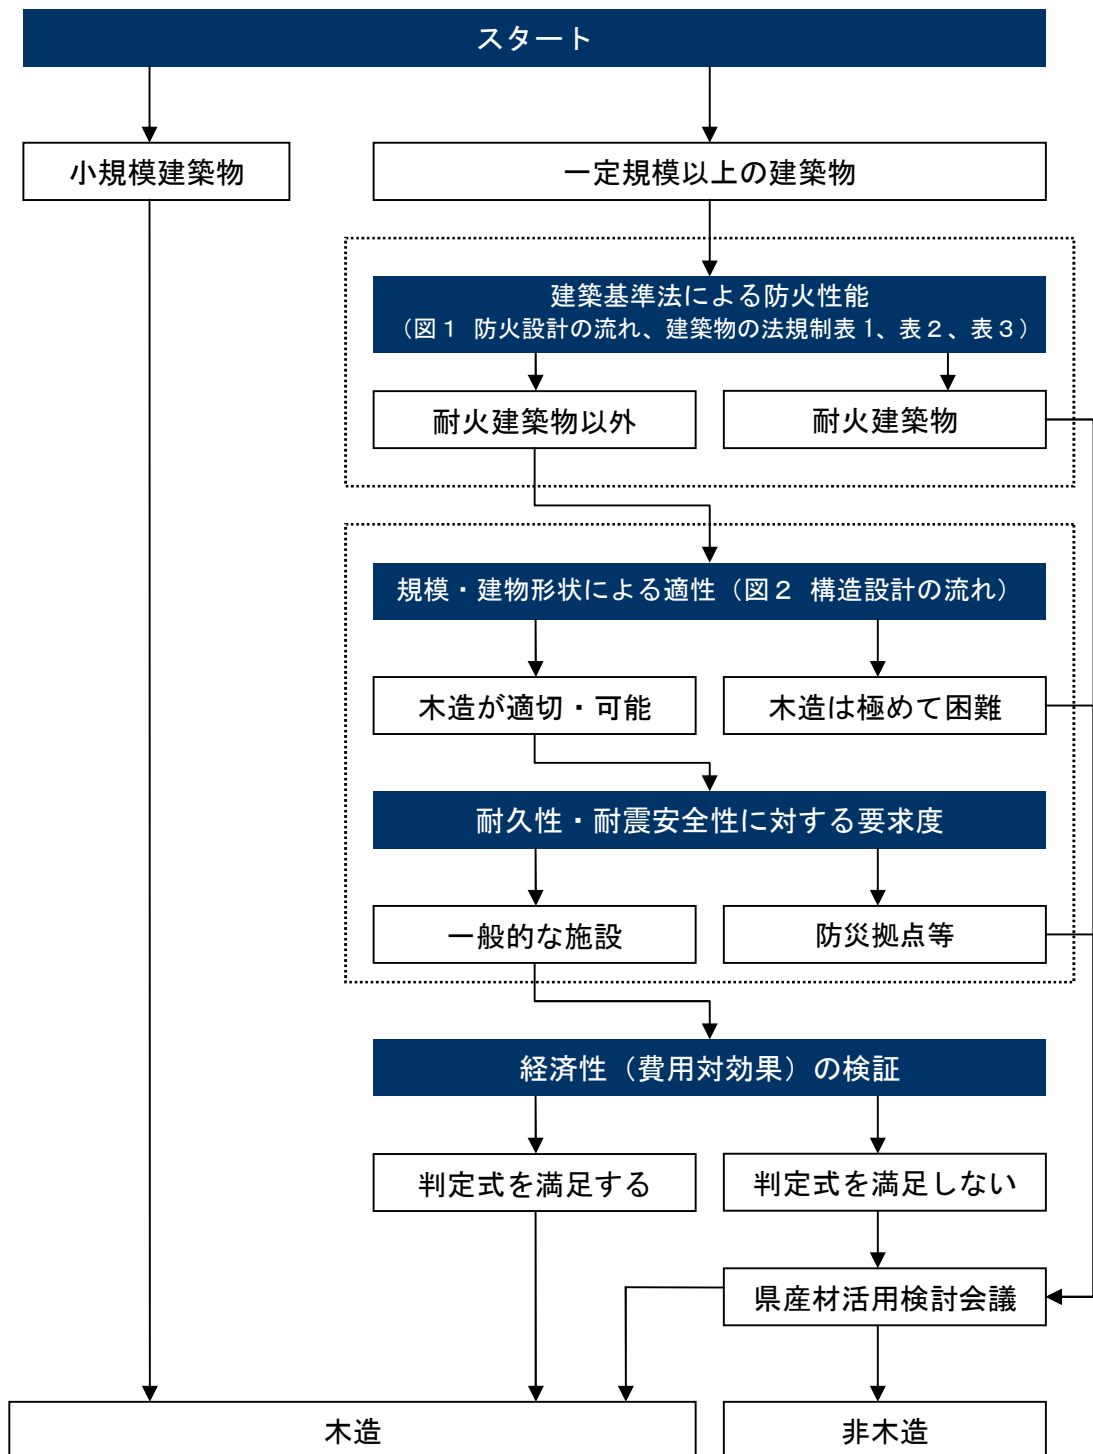 スタート
小規模建築物
一定規模以上の建築物
建築基準法による防火性能
（図１ 防火設計の流れ、建築物の法規制表１、表２、表３）
耐火建築物以外
耐火建築物
規模・建物形状による適性（図２ 構造設計の流れ）
木造が適切・可能
木造は極めて困難
耐久性・耐震安全性に対する要求度
一般的な施設
防災拠点等
経済性（費用対効果）の検証
判定式を満足する
判定式を満足しない
県産材活用検討会議
木造
非木造